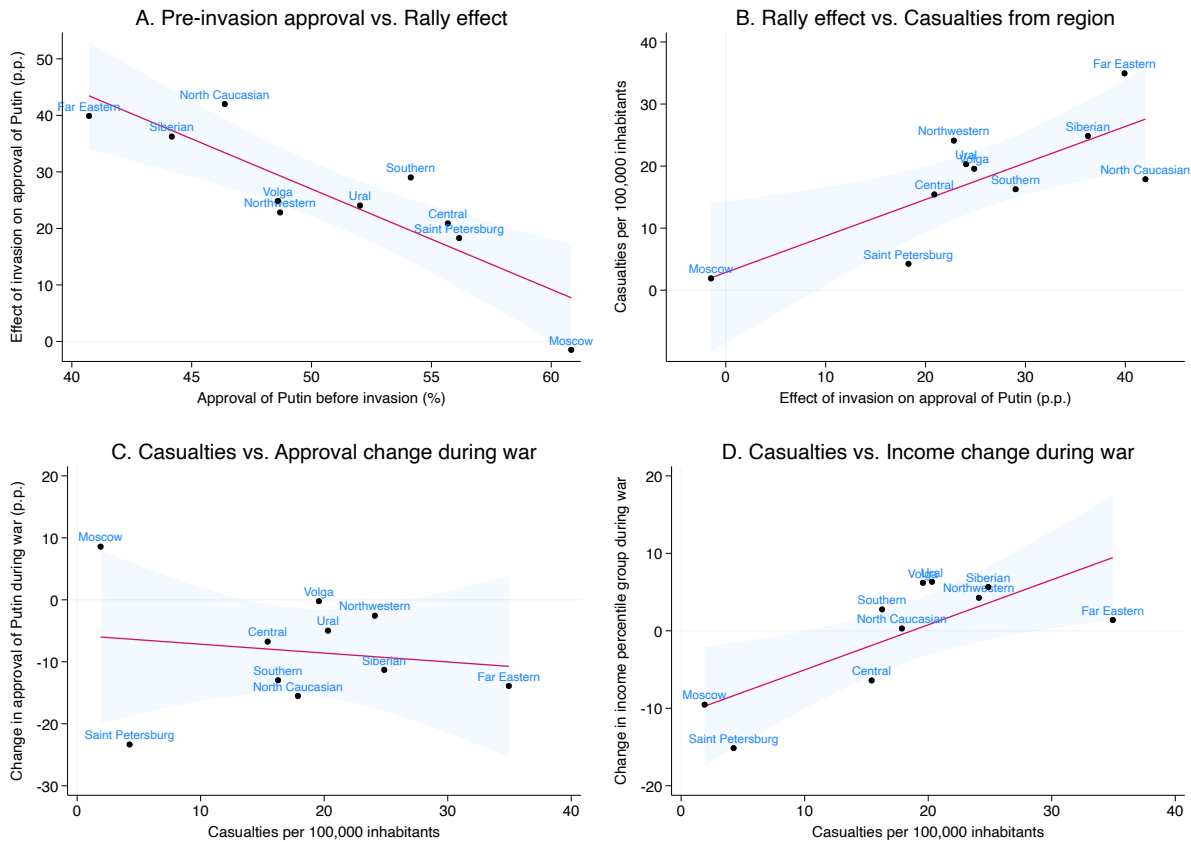 A. Pre-invasion approval vs. Rally effect
Effect of invasion on approval of Putin (p.p.)
50
40
30
20
10
0
Far Eastern
North Caucasian
Siberian
Southern
Volga
Northwestern
Ural
Central
Saint Petersburg
Moscow
40 45 50 55 60
Approval of Putin before invasion (%)
B. Rally effect vs. Casualties from region
Casualties per 100,000 inhabitants
40
30
20
10
0
Far Eastern
Northwestern
Siberian
Ural
Volga
North Caucasian
Southern
Central
Saint Petersburg
Moscow
0 10 20 30 40
Effect of invasion on approval of Putin (p.p.)
C. Casualties vs. Approval change during war
Change in approval of Putin during war (p.p.)
20
10
0
-10
-20
-30
Moscow
Volga
Northwestern
Ural
Central
Siberian
Southern
North Caucasian
Far Eastern
Saint Petersburg
0 10 20 30 40
Casualties per 100,000 inhabitants
D. Casualties vs. Income change during war
Change in income percentile group during war
20
10
0
-10
-20
Volga
Ural
Siberian
Northwestern
Southern
North Caucasian
Far Eastern
Central
Moscow
Saint Petersburg
0 10 20 30 40
Casualties per 100,000 inhabitants